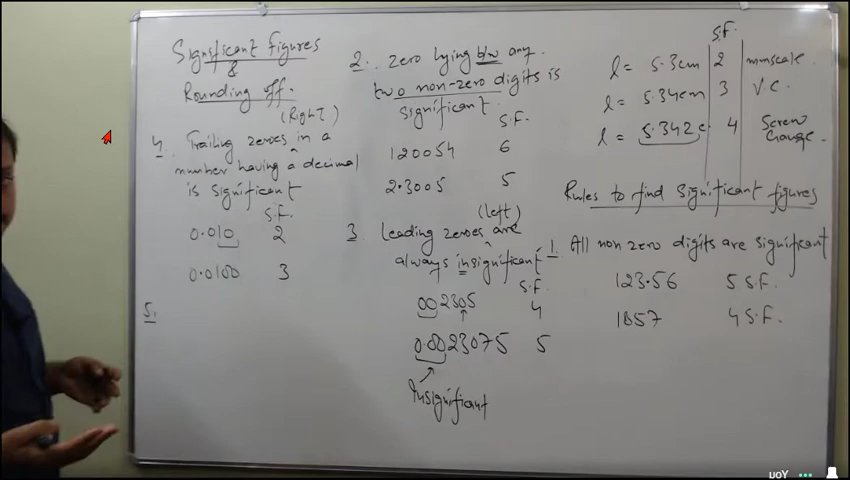 Significant Figures
&
Rounding off.
l = 5.3cm
l = 5.34cm
l = 5.342c
S.F.
2
3
4
mmscale.
V.C.
Screw
Gauge.
Rules to find Significant figures
1. All non zero digits are significant
123.56 5 S.F.
1857 4 S.F.
2. Zero lying b/w any
two non-zero digits is
significant.
S.F.
120054 6
2.3005 5
(left)
3. Leading zeroes are
always insignificant
S.F.
002305 4
0.0023075 5
Insignificant
(Right)
4. Trailing zeroes in a
number having a decimal
is significant
S.F.
0.010 2
0.0100 3
5.